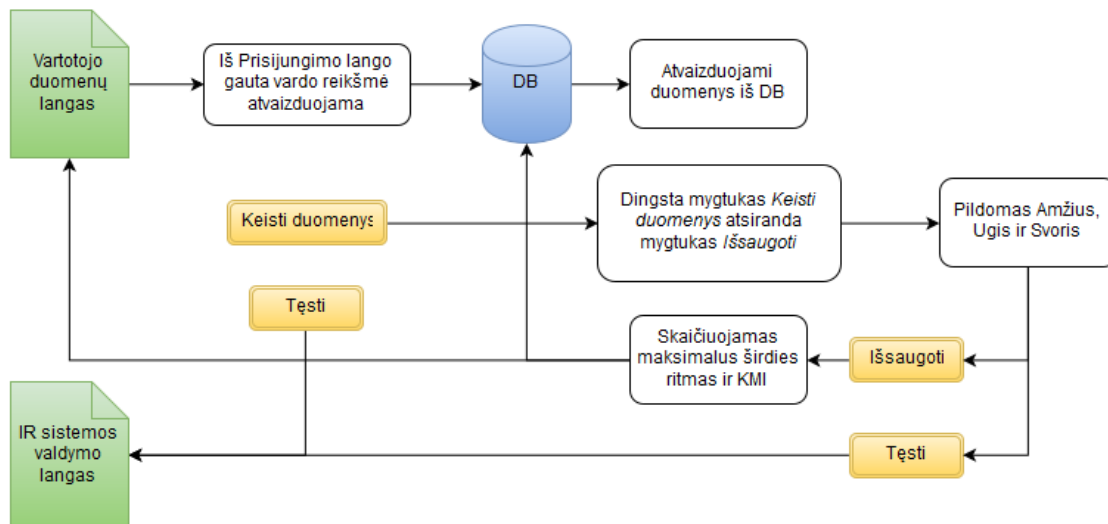 Vartotojo
duomenų
langas
Iš Prisijungimo lango
gauta vardo reikšmė
atvaizduojama
DB
Atvaizduojami
duomenys iš DB
Keisti duomenys
Dingsta mygtukas Keisti
duomenys atsiranda
mygtukas Išsaugoti
Pildomas Amžius,
Ugis ir Svoris
Tęsti
Skaičiuojamas
maksimalus širdies
ritmas ir KMI
Išsaugoti
IR sistemos
valdymo
langas
Tęsti